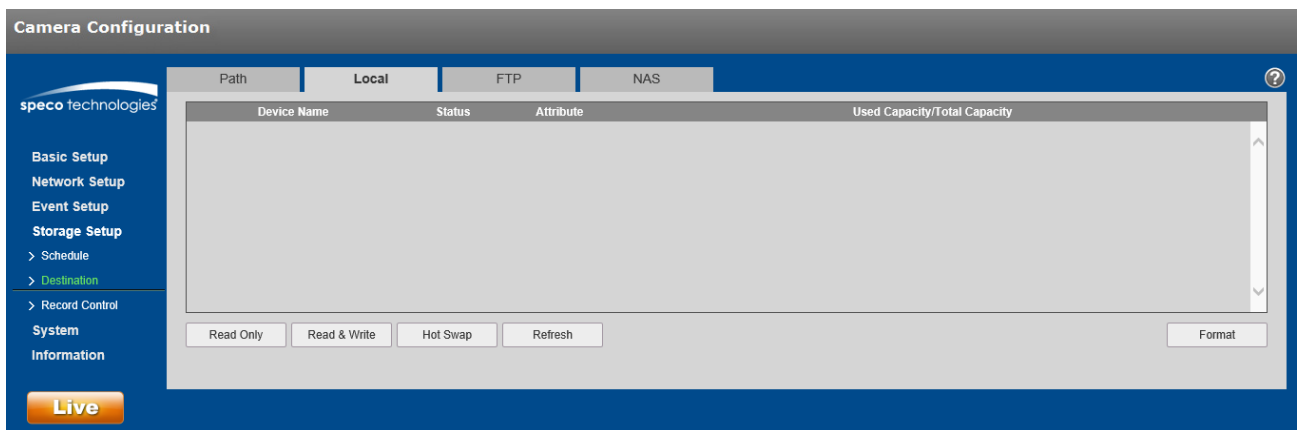 Camera Configuration
Path Local FTP NAS
speco technologies
Device Name Status Attribute Used Capacity/Total Capacity
Basic Setup
Network Setup
Event Setup
Storage Setup
> Schedule
> Destination
> Record Control
System
Information
Read Only Read & Write Hot Swap Refresh Format
Live